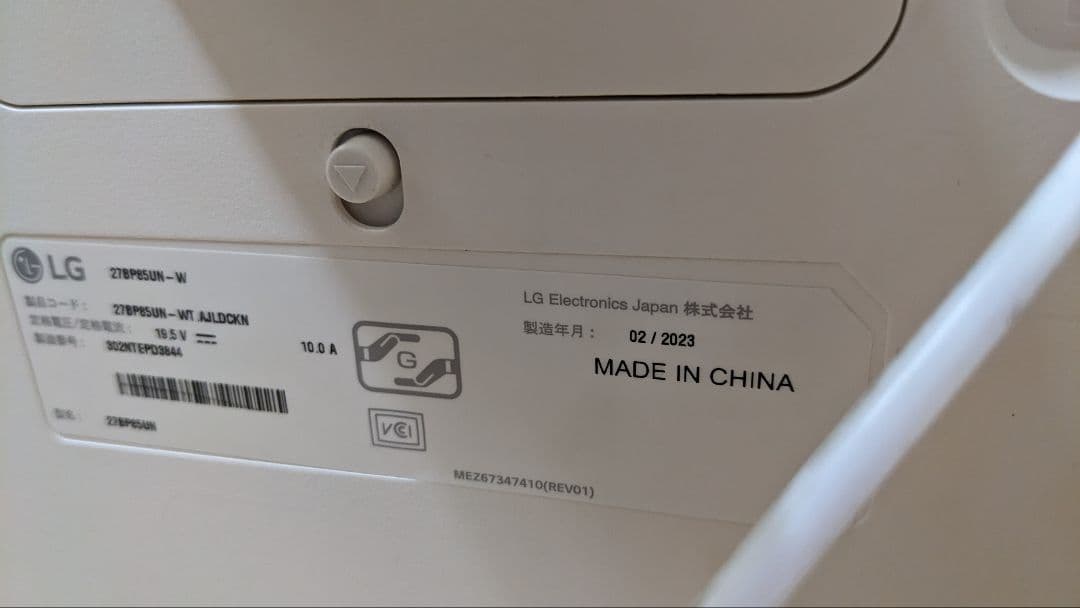 LG 27BP85UN-W
製品コード: 27BP85UN-WT.AJLDCKN
定格電圧/定格電流: 19.5 V 10.0 A
製造番号: 302NTEPD3844
型名: 27BP85UN
G
VCI
LG Electronics Japan 株式会社
製造年月: 02 / 2023
MADE IN CHINA
MEZ67347410(REV01)